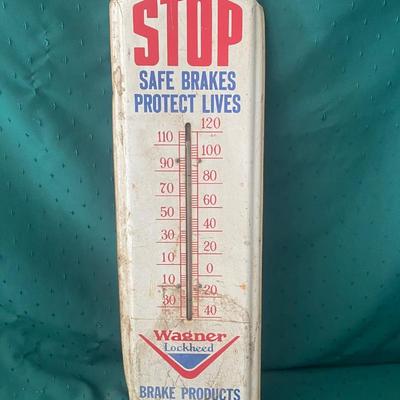 STOP
SAFE BRAKES
PROTECT LIVES
120
110
100
90
80
70
60
50
40
30
20
10
0
10
20
30
40
Wagner
Lockheed
BRAKE PRODUCTS